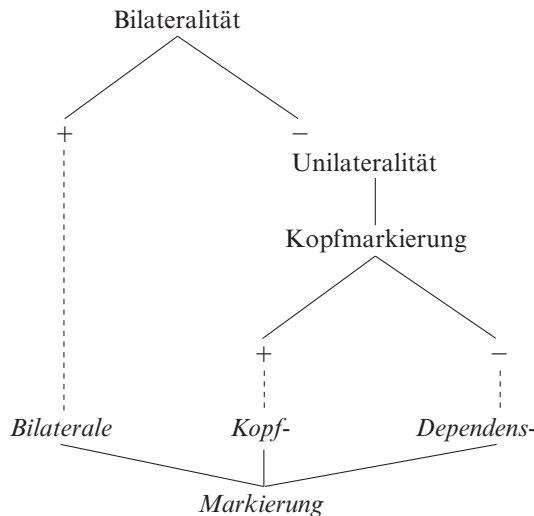 Bilateralität
+ −
Unilateralität
Kopfmarkierung
+ −
Bilaterale Kopf- Dependens-
Markierung